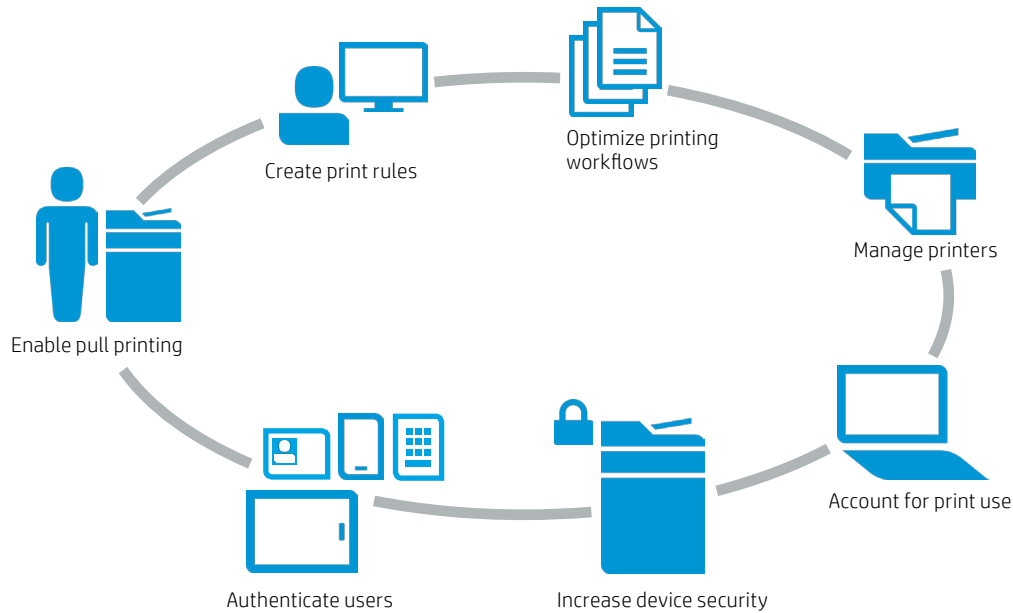 Create print rules
Optimize printing
workflows
Manage printers
Enable pull printing
Account for print use
Authenticate users
Increase device security